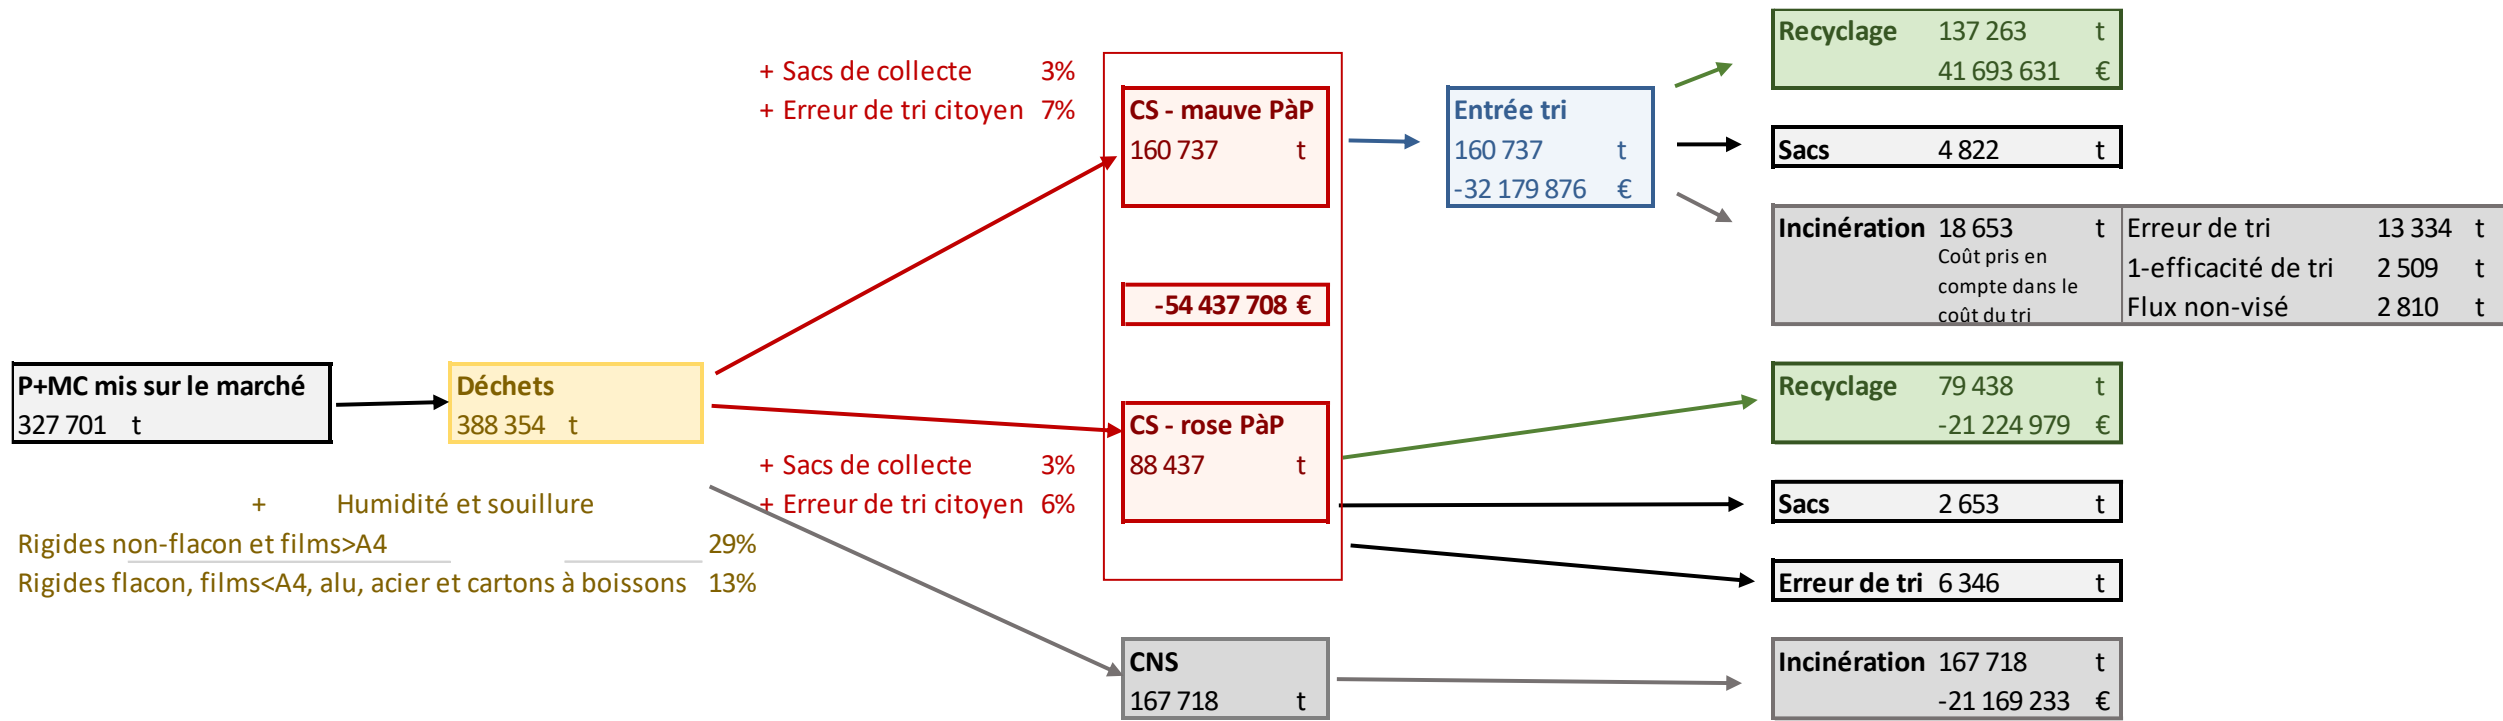 P+MC mis sur le marché
327 701 t
Déchets
388 354 t
+ Humidité et souillure
Rigides non-flacon et films>A4 29%
Rigides flacon, films<A4, alu, acier et cartons à boissons 13%
+ Sacs de collecte 3%
+ Erreur de tri citoyen 7%
CS - mauve PàP
160 737 t
-54 437 708 €
+ Sacs de collecte 3%
+ Erreur de tri citoyen 6%
CS - rose PàP
88 437 t
CNS
167 718 t
Entrée tri
160 737 t
-32 179 876 €
Recyclage 137 263 t
41 693 631 €
Sacs 4 822 t
Incinération 18 653 t
Coût pris en
compte dans le
coût du tri
Erreur de tri 13 334 t
1-efficacité de tri 2 509 t
Flux non-visé 2 810 t
Recyclage 79 438 t
-21 224 979 €
Sacs 2 653 t
Erreur de tri 6 346 t
Incinération 167 718 t
-21 169 233 €